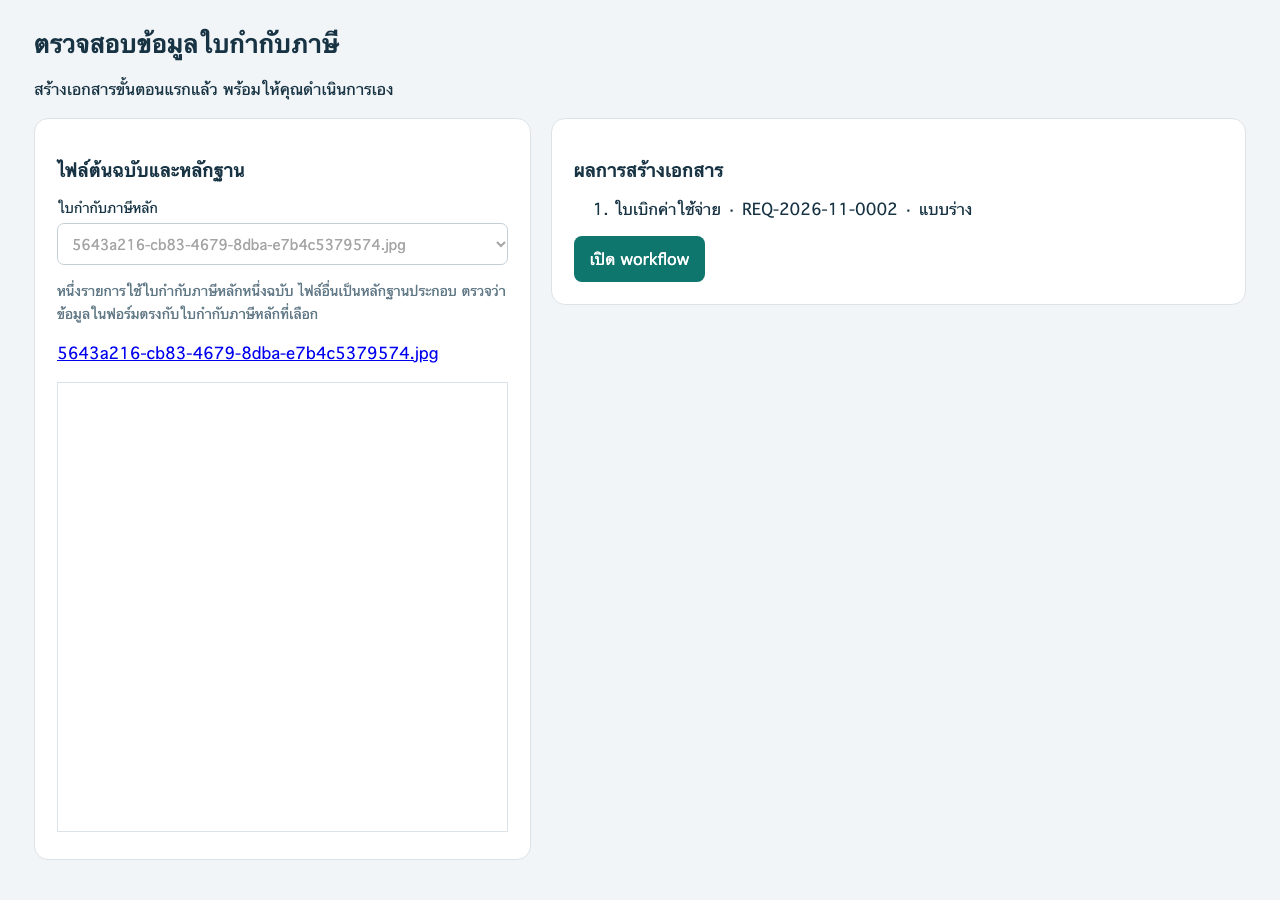 ตรวจสอบข้อมูลใบกำกับภาษี
สร้างเอกสารขั้นตอนแรกแล้ว พร้อมให้คุณดำเนินการเอง
ไฟล์ต้นฉบับและหลักฐาน
ใบกำกับภาษีหลัก
5643a216-cb83-4679-8dba-e7b4c5379574.jpg
หนึ่งรายการใช้ใบกำกับภาษีหลักหนึ่งฉบับ ไฟล์อื่นเป็นหลักฐานประกอบ ตรวจว่า
ข้อมูลในฟอร์มตรงกับใบกำกับภาษีหลักที่เลือก
5643a216-cb83-4679-8dba-e7b4c5379574.jpg
ผลการสร้างเอกสาร
1. ใบเบิกค่าใช้จ่าย · REQ-2026-11-0002 · แบบร่าง
เปิด workflow